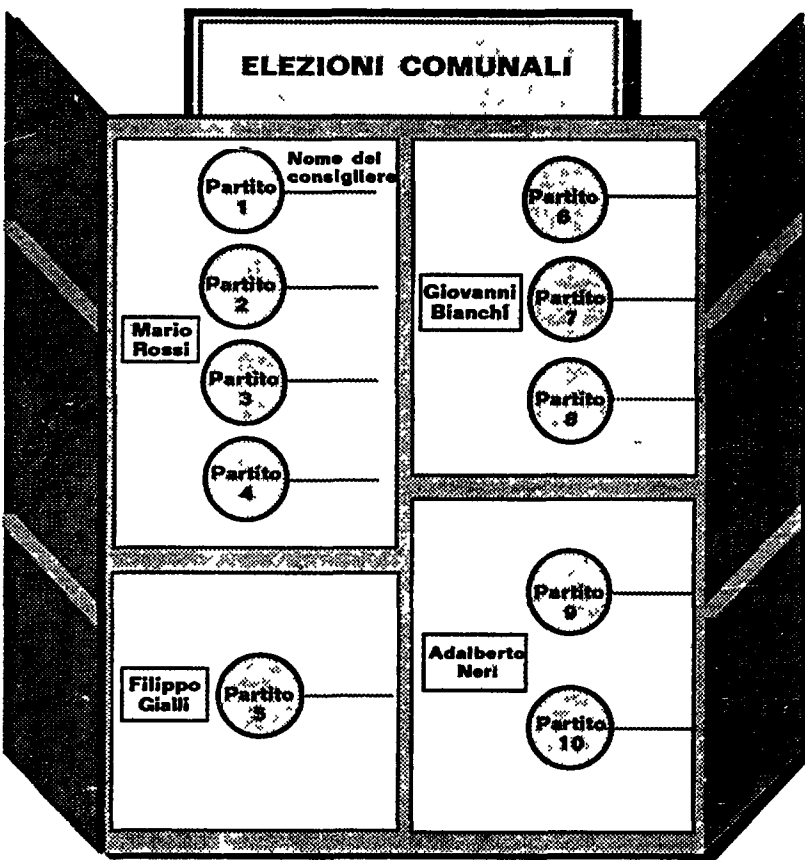 ELEZIONI COMUNALI
Nome del
consigliere
Partito
1
Partito
2
Mario
Rossi
Partito
3
Partito
4
Filippo
Gialli
Partito
5
Partito
6
Giovanni
Bianchi
Partito
7
Partito
8
Partito
9
Adalberto
Neri
Partito
10